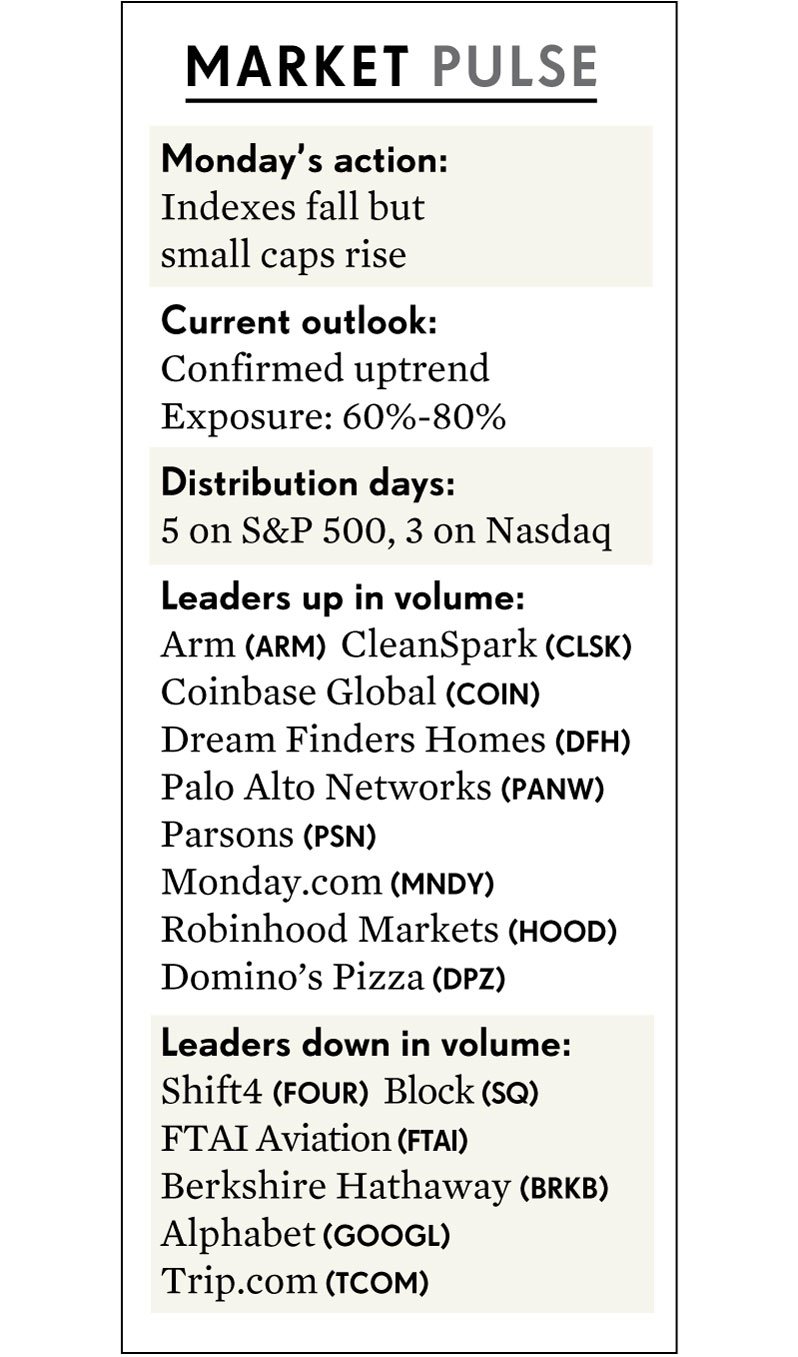 MARKET PULSE
Monday’s action:
Indexes fall but
small caps rise
Current outlook:
Confirmed uptrend
Exposure: 60%-80%
Distribution days:
5 on S&P 500, 3 on Nasdaq
Leaders up in volume:
Arm (ARM) CleanSpark (CLSK)
Coinbase Global (COIN)
Dream Finders Homes (DFH)
Palo Alto Networks (PANW)
Parsons (PSN)
Monday.com (MNDY)
Robinhood Markets (HOOD)
Domino’s Pizza (DPZ)
Leaders down in volume:
Shift4 (FOUR) Block (SQ)
FTAI Aviation (FTAI)
Berkshire Hathaway (BRKB)
Alphabet (GOOGL)
Trip.com (TCOM)